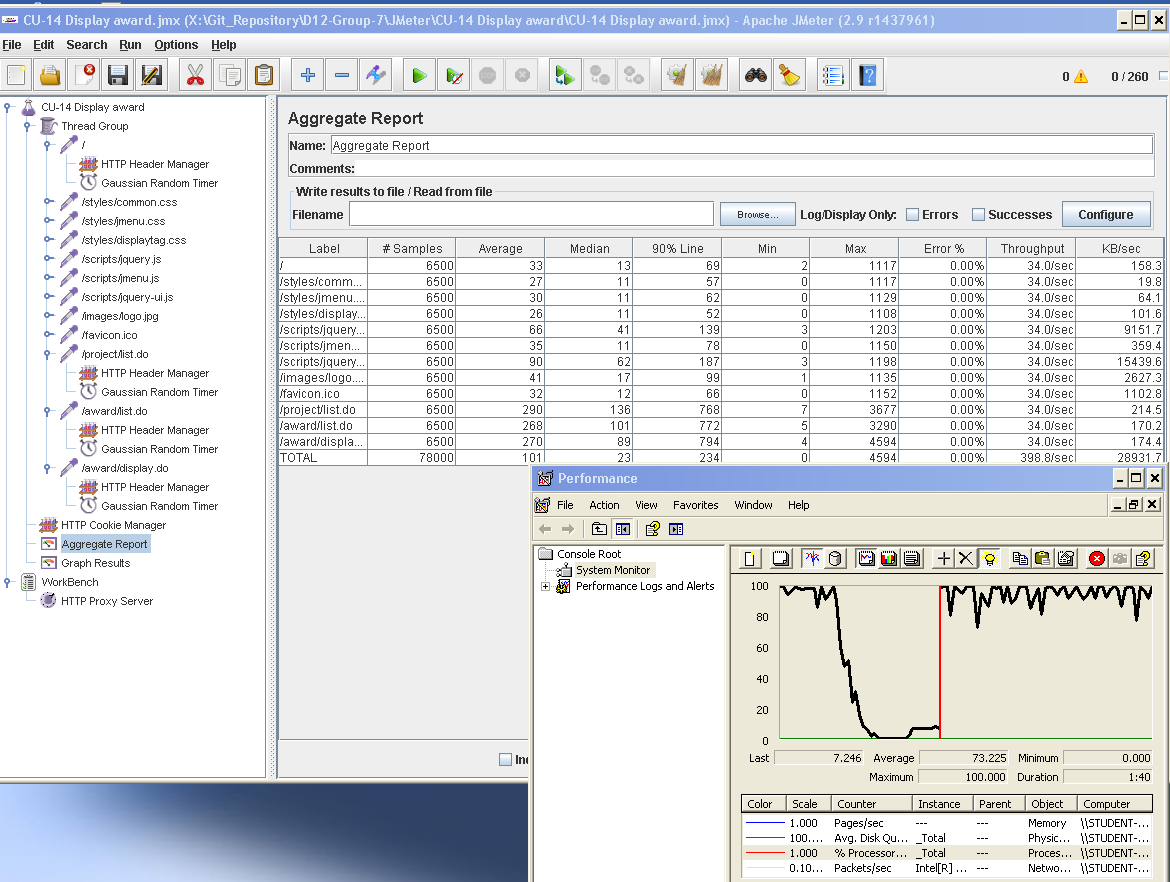 CU-14 Display award.jmx (X:\Git_Repository\D12-Group-7\JMeter\CU-14 Display award\CU-14 Display award.jmx) - Apache JMeter (2.9 r1437961)
File Edit Search Run Options Help
0 0 / 260
CU-14 Display award
Thread Group
/
HTTP Header Manager
Gaussian Random Timer
/styles/common.css
/styles/jmenu.css
/styles/displaytag.css
/scripts/jquery.js
/scripts/jmenu.js
/scripts/jquery-ui.js
/images/logo.jpg
/favicon.ico
/project/list.do
HTTP Header Manager
Gaussian Random Timer
/award/list.do
HTTP Header Manager
Gaussian Random Timer
/award/display.do
HTTP Header Manager
Gaussian Random Timer
HTTP Cookie Manager
Aggregate Report
Graph Results
WorkBench
HTTP Proxy Server
Aggregate Report
Name: Aggregate Report
Comments:
Write results to file / Read from file
Filename Browse... Log/Display Only: Errors Successes Configure
Label # Samples Average Median 90% Line Min Max Error % Throughput KB/sec
/ 6500 33 13 69 2 1117 0.00% 34.0/sec 158.3
/styles/comm... 6500 27 11 57 0 1117 0.00% 34.0/sec 19.8
/styles/jmenu.... 6500 30 11 62 0 1129 0.00% 34.0/sec 64.1
/styles/display... 6500 26 11 52 0 1108 0.00% 34.0/sec 101.6
/scripts/jquery... 6500 66 41 139 3 1203 0.00% 34.0/sec 9151.7
/scripts/jmen... 6500 35 11 78 0 1150 0.00% 34.0/sec 359.4
/scripts/jquery... 6500 90 62 187 3 1198 0.00% 34.0/sec 15439.6
/images/logo.... 6500 41 17 99 1 1135 0.00% 34.0/sec 2627.3
/favicon.ico 6500 32 12 66 0 1152 0.00% 34.0/sec 1102.8
/project/list.do 6500 290 136 768 7 3677 0.00% 34.0/sec 214.5
/award/list.do 6500 268 101 772 5 3290 0.00% 34.0/sec 170.2
/award/displa... 6500 270 89 794 4 4594 0.00% 34.0/sec 174.4
TOTAL 78000 101 23 234 0 4594 0.00% 398.8/sec 28931.7
Performance
File Action View Favorites Window Help
Console Root
System Monitor
Performance Logs and Alerts
100
80
60
40
20
0
Last 7.246 Average 73.225 Minimum 0.000
Maximum 100.000 Duration 1:40
Color Scale Counter Instance Parent Object Computer
1.000 Pages/sec --- --- Memory \\STUDENT-...
100.... Avg. Disk Qu... _Total --- Physic... \\STUDENT-...
1.000 % Processor... _Total --- Proces... \\STUDENT-...
0.10... Packets/sec Intel[R] ... --- Netwo... \\STUDENT-...